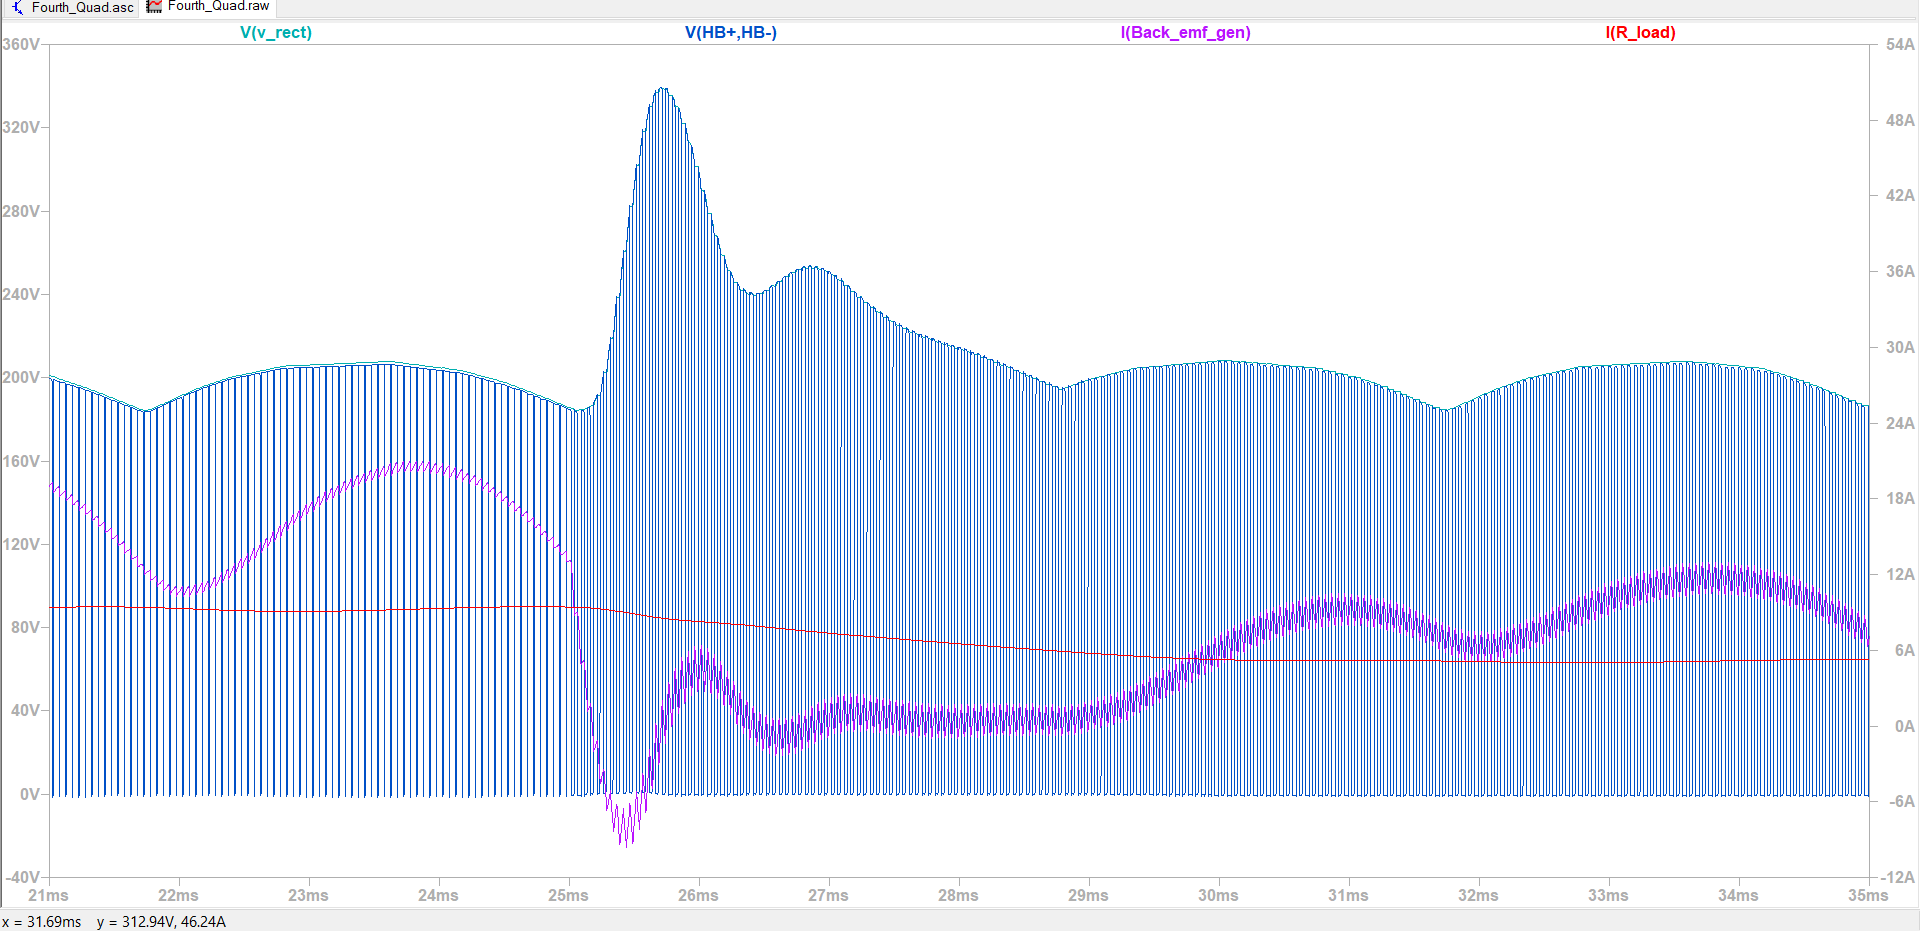 Fourth_Quad.asc Fourth_Quad.raw
V(v_rect) V(HB+,HB-) I(Back_emf_gen) I(R_load)
360V 54A
320V 48A
280V 42A
240V 36A
200V 30A
160V 24A
120V 18A
80V 12A
40V 6A
0V 0A
-40V -6A
-12A
21ms 22ms 23ms 24ms 25ms 26ms 27ms 28ms 29ms 30ms 31ms 32ms 33ms 34ms 35ms
x = 31.69ms y = 312.94V, 46.24A